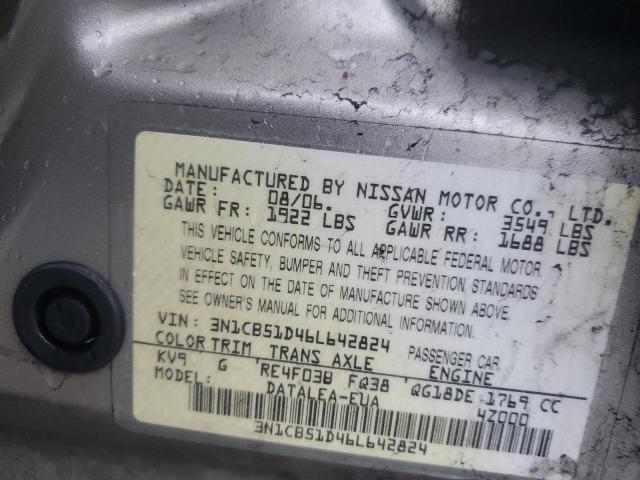 MANUFACTURED BY NISSAN MOTOR CO., LTD.
DATE: 08/06. GVWR: 3549 LBS
GAWR FR: 1922 LBS GAWR RR: 1688 LBS
THIS VEHICLE CONFORMS TO ALL APPLICABLE FEDERAL MOTOR
VEHICLE SAFETY, BUMPER AND THEFT PREVENTION STANDARDS
IN EFFECT ON THE DATE OF MANUFACTURE SHOWN ABOVE.
SEE OWNER'S MANUAL FOR ADDITIONAL INFORMATION.
VIN: 3N1CB51D46L642824 PASSENGER CAR.
COLOR TRIM TRANS AXLE ENGINE
KV9 G RE4F03B FQ38 QG18DE 1769 CC
MODEL: DATALEA-EUA 4Z000
3N1CB51D46L642824